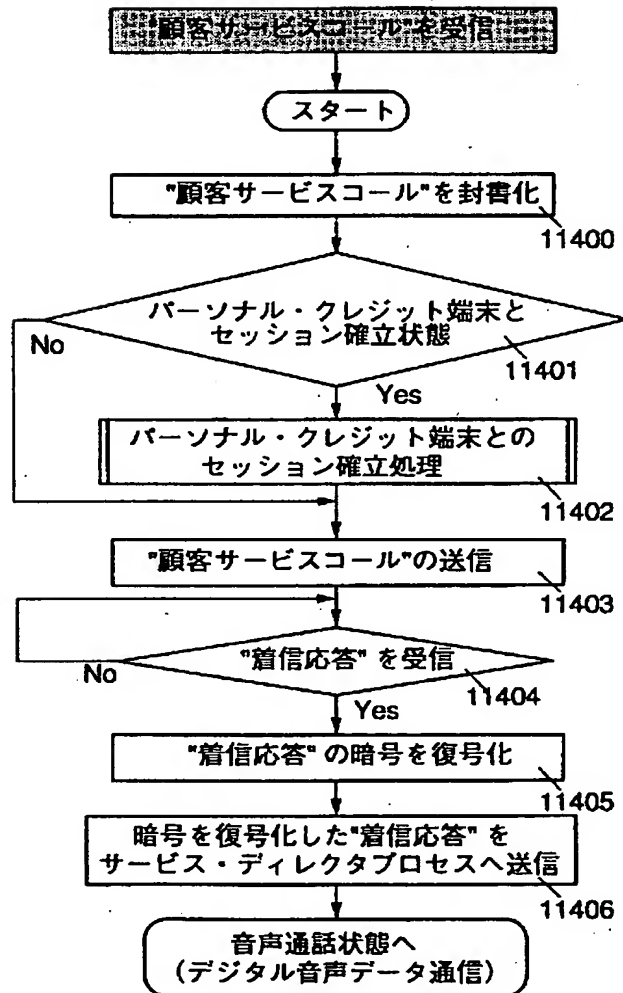 "顧客サービスコール"を受信
スタート
"顧客サービスコール"を封書化
11400
パーソナル・クレジット端末と
セッション確立状態
11401
No
Yes
パーソナル・クレジット端末との
セッション確立処理
11402
"顧客サービスコール"の送信
11403
"着信応答" を受信
11404
No
Yes
"着信応答" の暗号を復号化
11405
暗号を復号化した"着信応答" を
サービス・ディレクタプロセスへ送信
11406
音声通話状態へ
(デジタル音声データ通信)